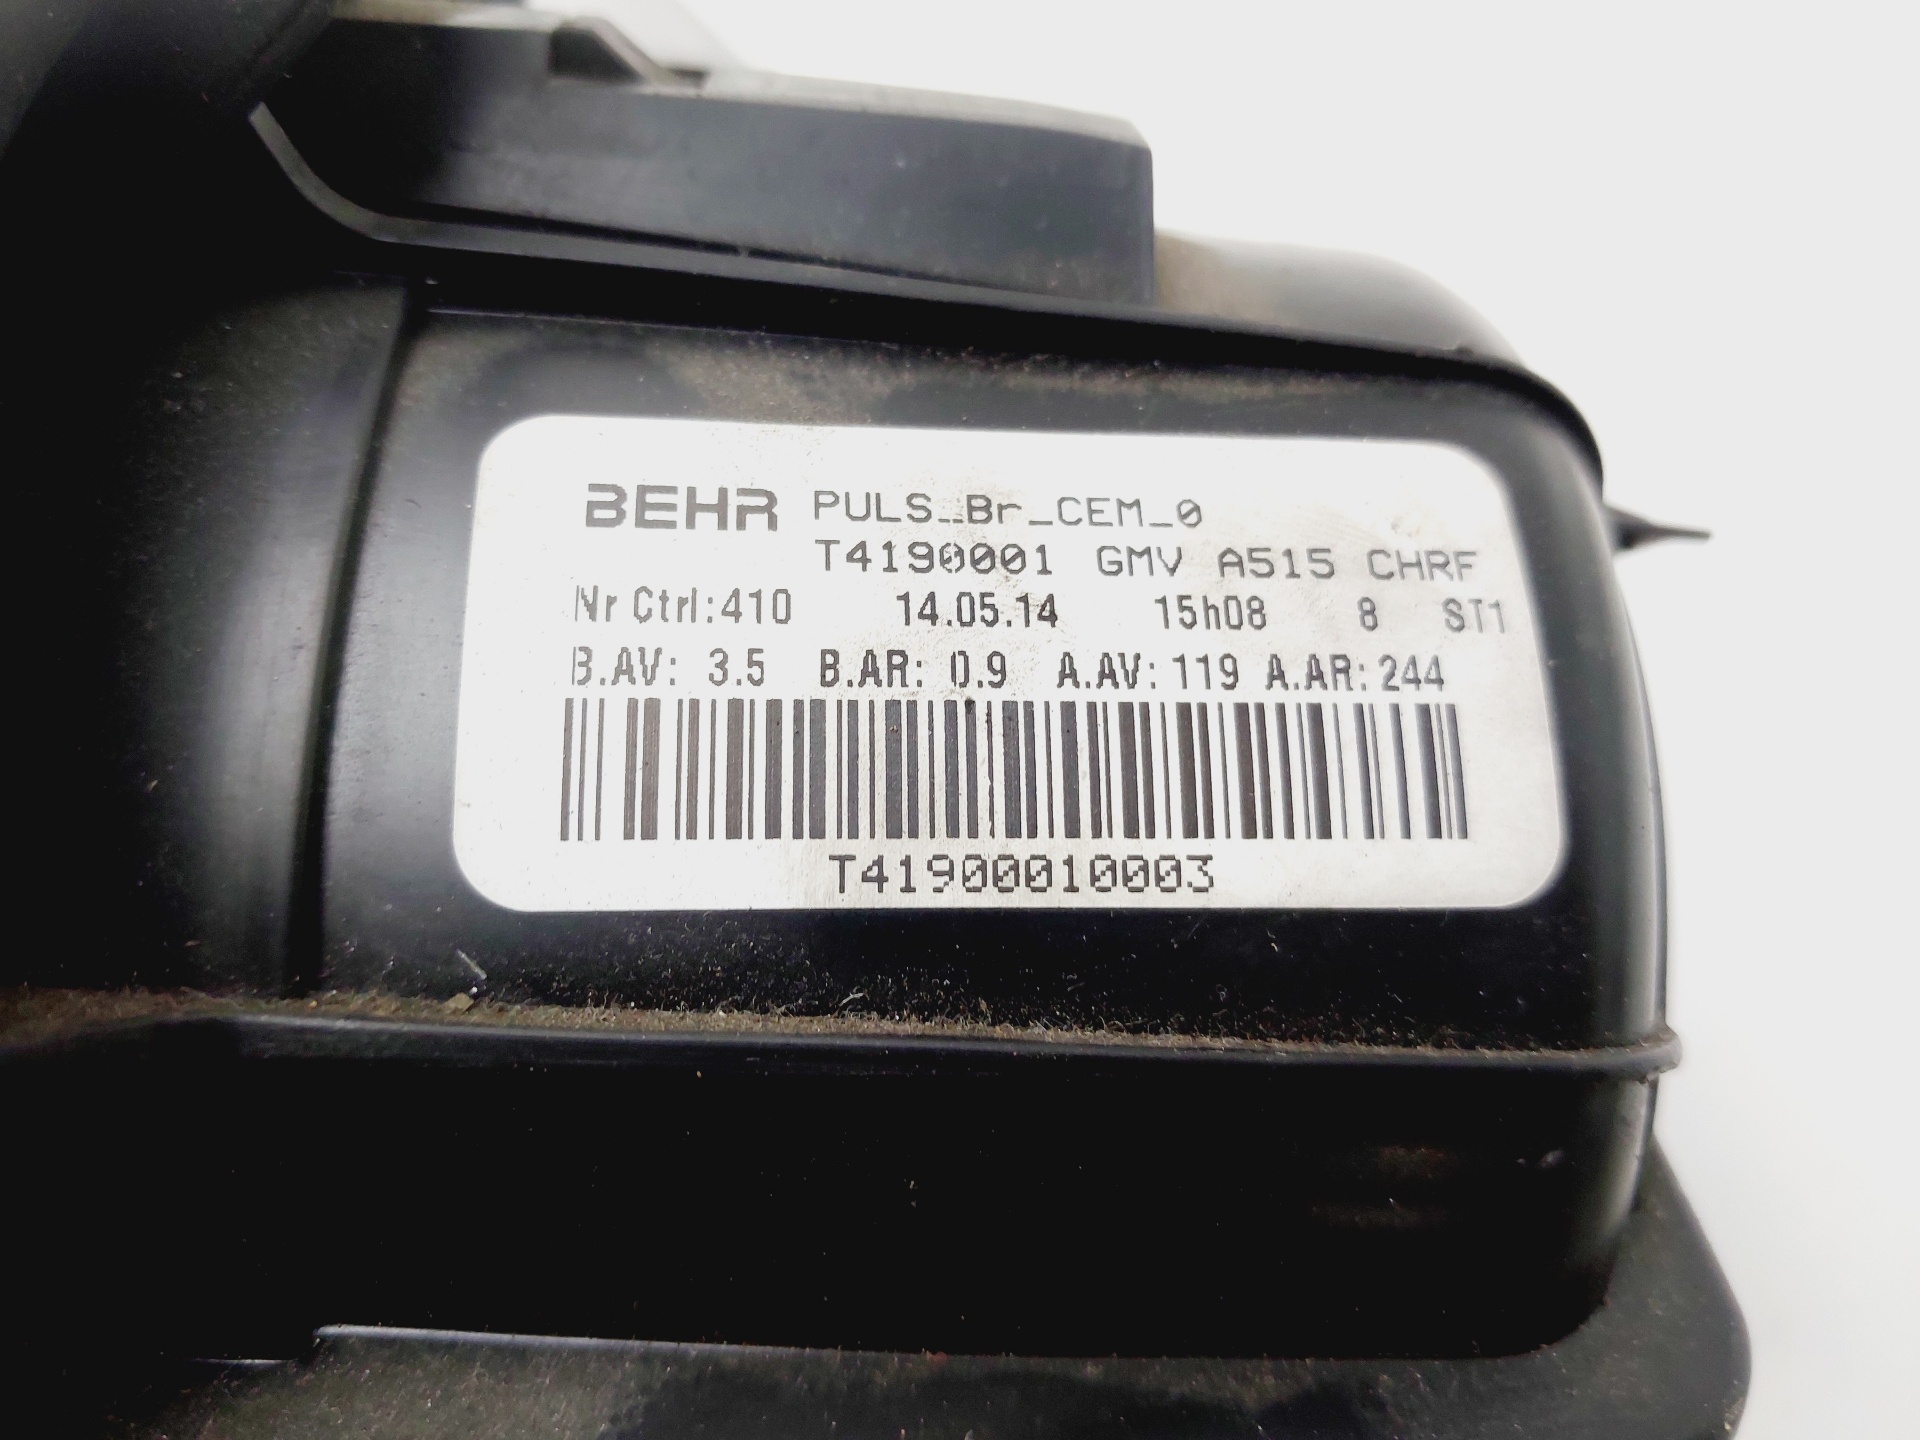 BEHR PULS_Br_CEM_0
T4190001 GMV A515 CHRF
Nr Ctrl:410 14.05.14 15h08 8 ST1
B.AV: 3.5 B.AR: 0.9 A.AV: 119 A.AR: 244
T41900010003